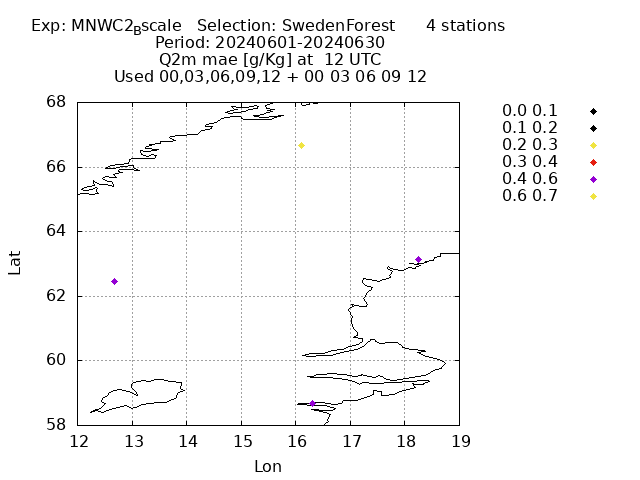 Exp: MNWC2Bscale   Selection: SwedenForest      4 stations
Period: 20240601-20240630
Q2m mae [g/Kg] at  12 UTC
Used 00,03,06,09,12 + 00 03 06 09 12
0.0 0.1
0.1 0.2
0.2 0.3
0.3 0.4
0.4 0.6
0.6 0.7
68
66
64
62
60
58
Lat
12 13 14 15 16 17 18 19
Lon